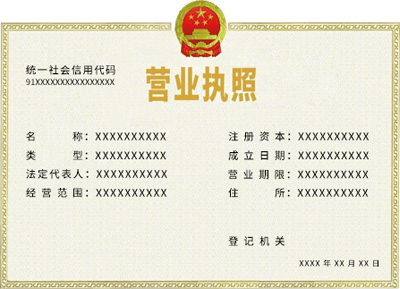 统一社会信用代码
91XXXXXXXXXXXXXXXX
营业执照
名 称：XXXXXXXXXX
注 册 资 本：XXXXXXXXXX
类 型：XXXXXXXXXX
成 立 日 期：XXXXXXXXXX
法定代表人：XXXXXXXXXX
营 业 期 限：XXXXXXXXXX
经 营 范 围：XXXXXXXXXX
住 所：XXXXXXXXXX
登 记 机 关
XXXX 年 XX 月 XX 日